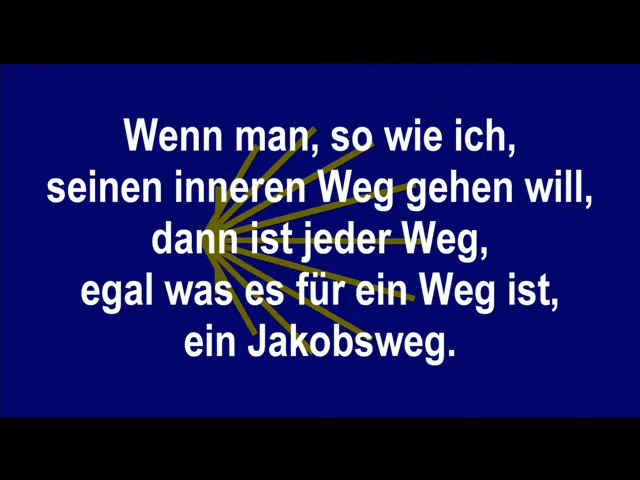 Wenn man, so wie ich,
seinen inneren Weg gehen will,
dann ist jeder Weg,
egal was es für ein Weg ist,
ein Jakobsweg.